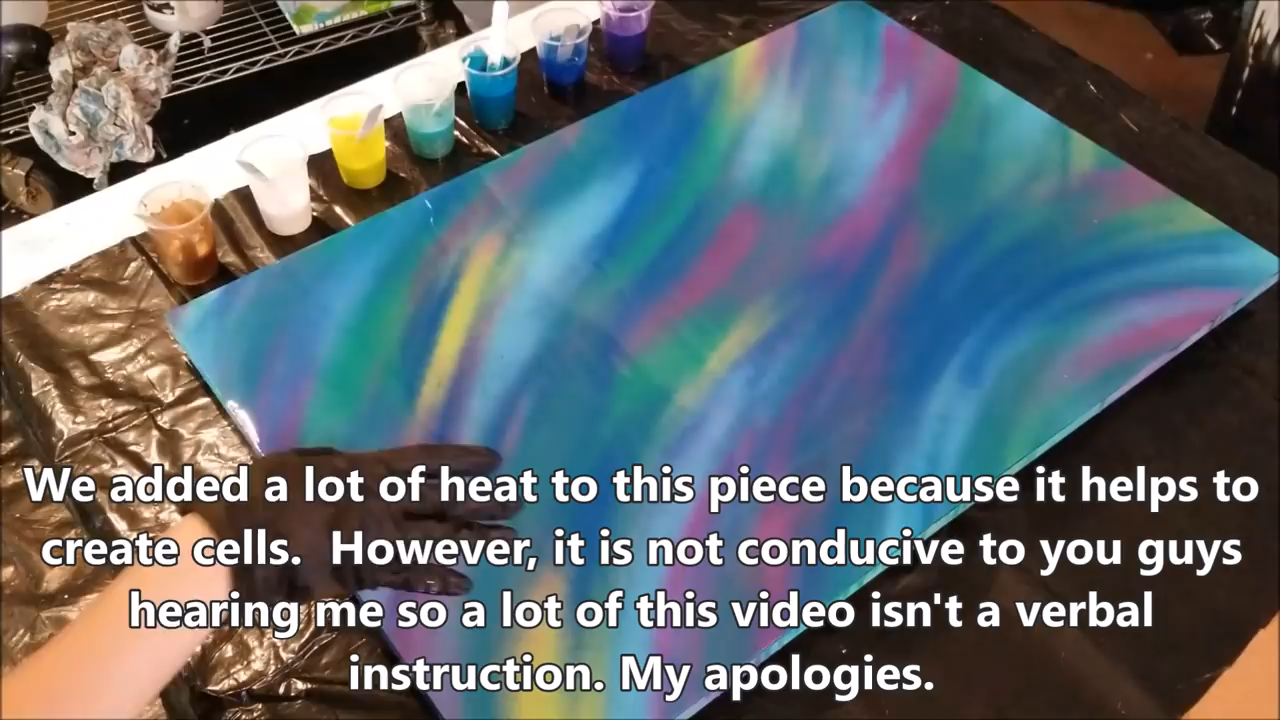 We added a lot of heat to this piece because it helps to
create cells.  However, it is not conducive to you guys
hearing me so a lot of this video isn't a verbal
instruction. My apologies.